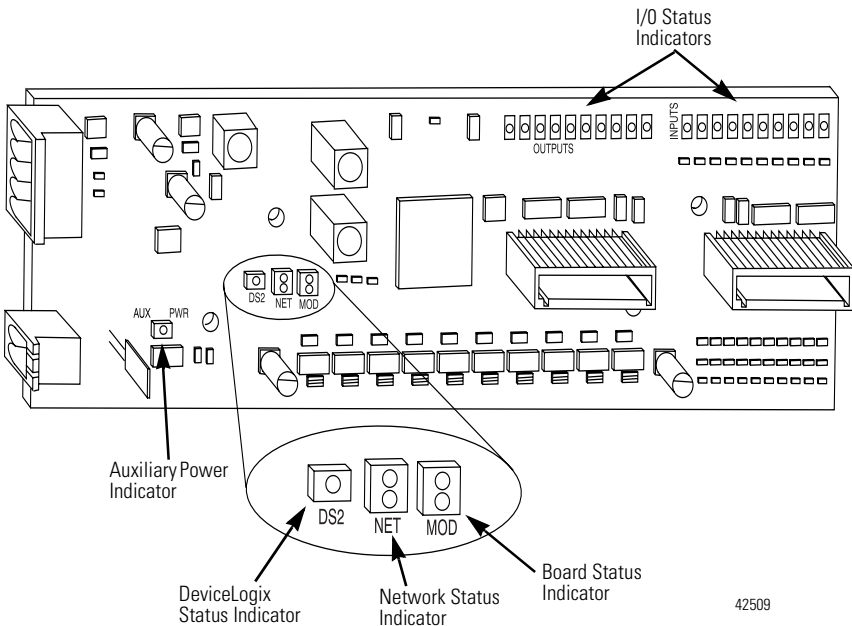 I/0 Status
Indicators
OUTPUTS
INPUTS
DS2
NET
MOD
AUX PWR
Auxiliary Power
Indicator
DS2
NET
MOD
DeviceLogix
Status Indicator
Network Status
Indicator
Board Status
Indicator
42509